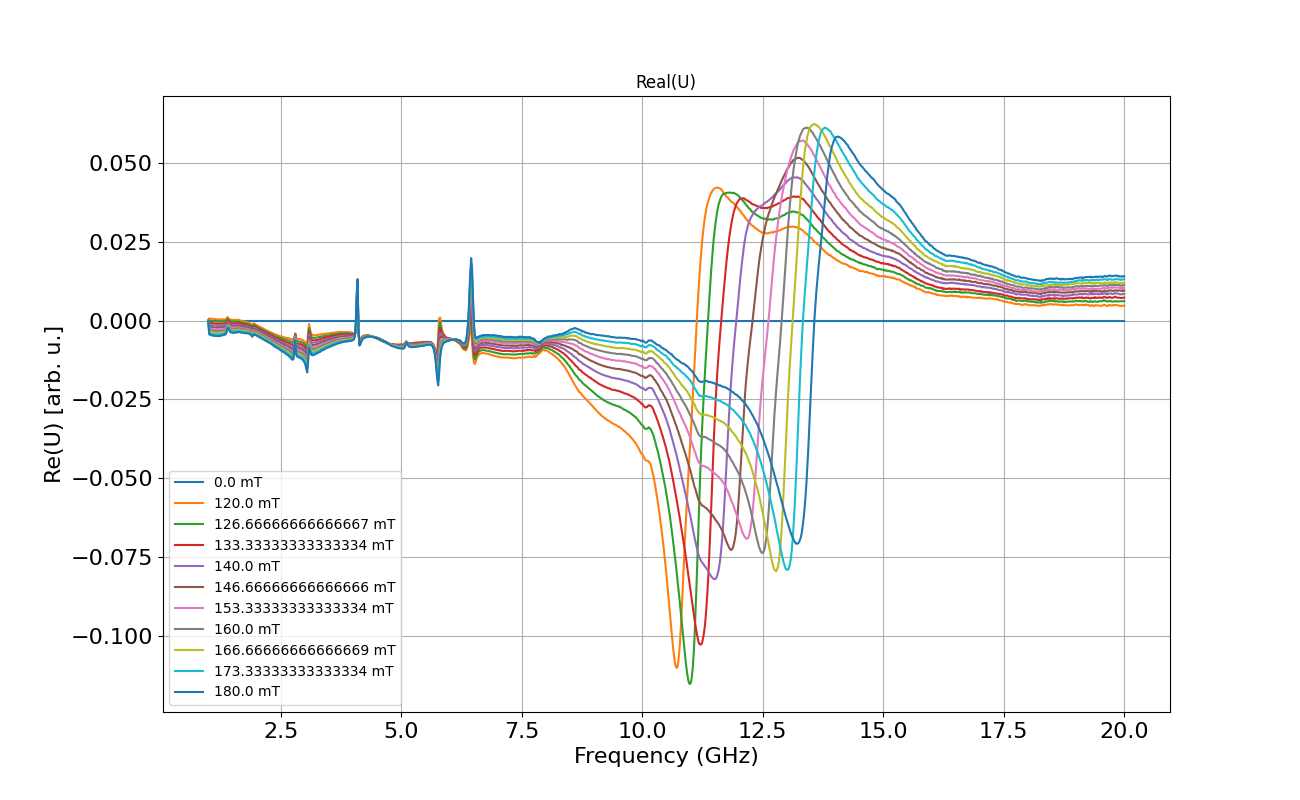 Real(U)
Re(U) [arb. u.]
0.050
0.025
0.000
−0.025
−0.050
−0.075
−0.100
0.0 mT
120.0 mT
126.66666666666667 mT
133.33333333333334 mT
140.0 mT
146.66666666666666 mT
153.33333333333334 mT
160.0 mT
166.66666666666669 mT
173.33333333333334 mT
180.0 mT
2.5 5.0 7.5 10.0 12.5 15.0 17.5 20.0
Frequency (GHz)